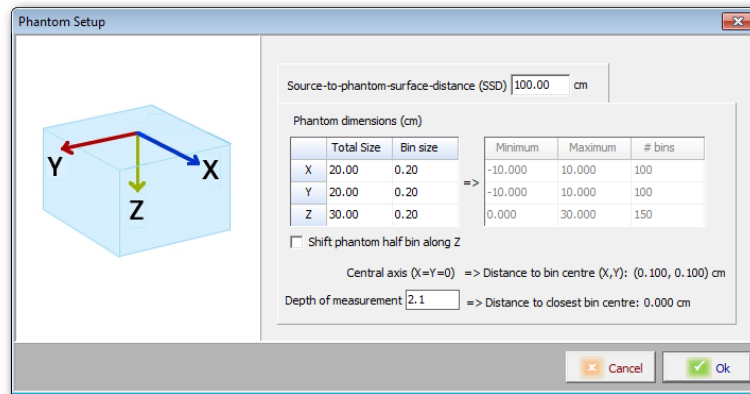 Phantom Setup
Source-to-phantom-surface-distance (SSD) 100.00 cm
Phantom dimensions (cm)
Total Size Bin size Minimum Maximum # bins
X 20.00 0.20 -10.000 10.000 100
Y 20.00 0.20 => -10.000 10.000 100
Z 30.00 0.20 0.000 30.000 150
Shift phantom half bin along Z
Central axis (X=Y=0) => Distance to bin centre (X,Y): (0.100, 0.100) cm
Depth of measurement 2.1 => Distance to closest bin centre: 0.000 cm
Y
X
Z
Cancel Ok